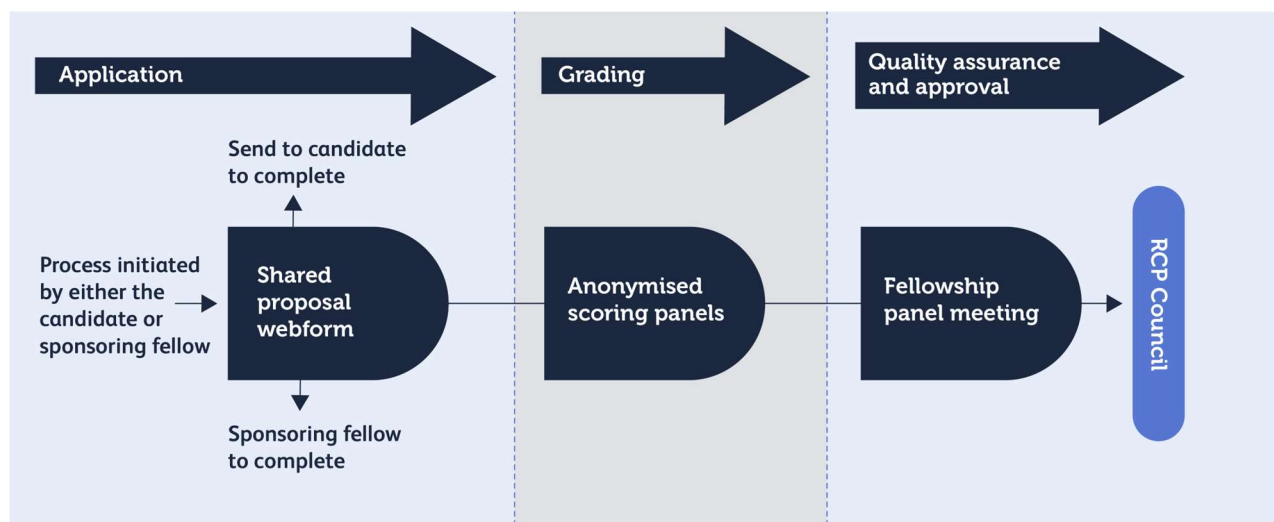 Application
Grading
Quality assurance
and approval
Send to candidate
to complete
Process initiated
by either the
candidate or
sponsoring fellow
Shared
proposal
webform
Sponsoring fellow
to complete
Anonymised
scoring panels
Fellowship
panel meeting
RCP Council